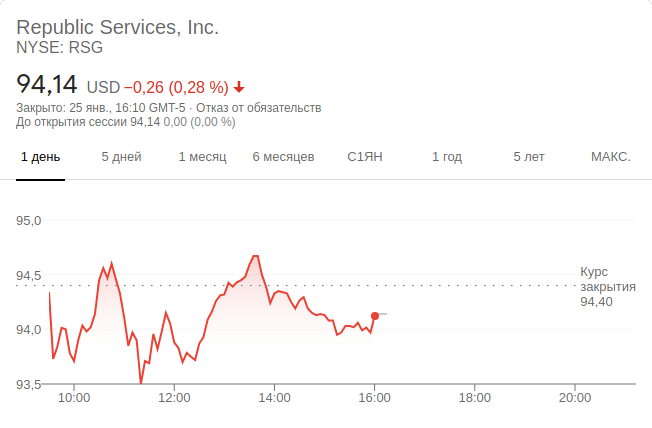 Republic Services, Inc.
NYSE: RSG
94,14 USD −0,26 (0,28 %)
Закрыто: 25 янв., 16:10 GMT-5 · Отказ от обязательств
До открытия сессии 94,14 0,00 (0,00 %)
1 день 5 дней 1 месяц 6 месяцев С1ЯН 1 год 5 лет МАКС.
95,0
94,5
94,0
93,5
Курс
закрытия
94,40
10:00 12:00 14:00 16:00 18:00 20:00